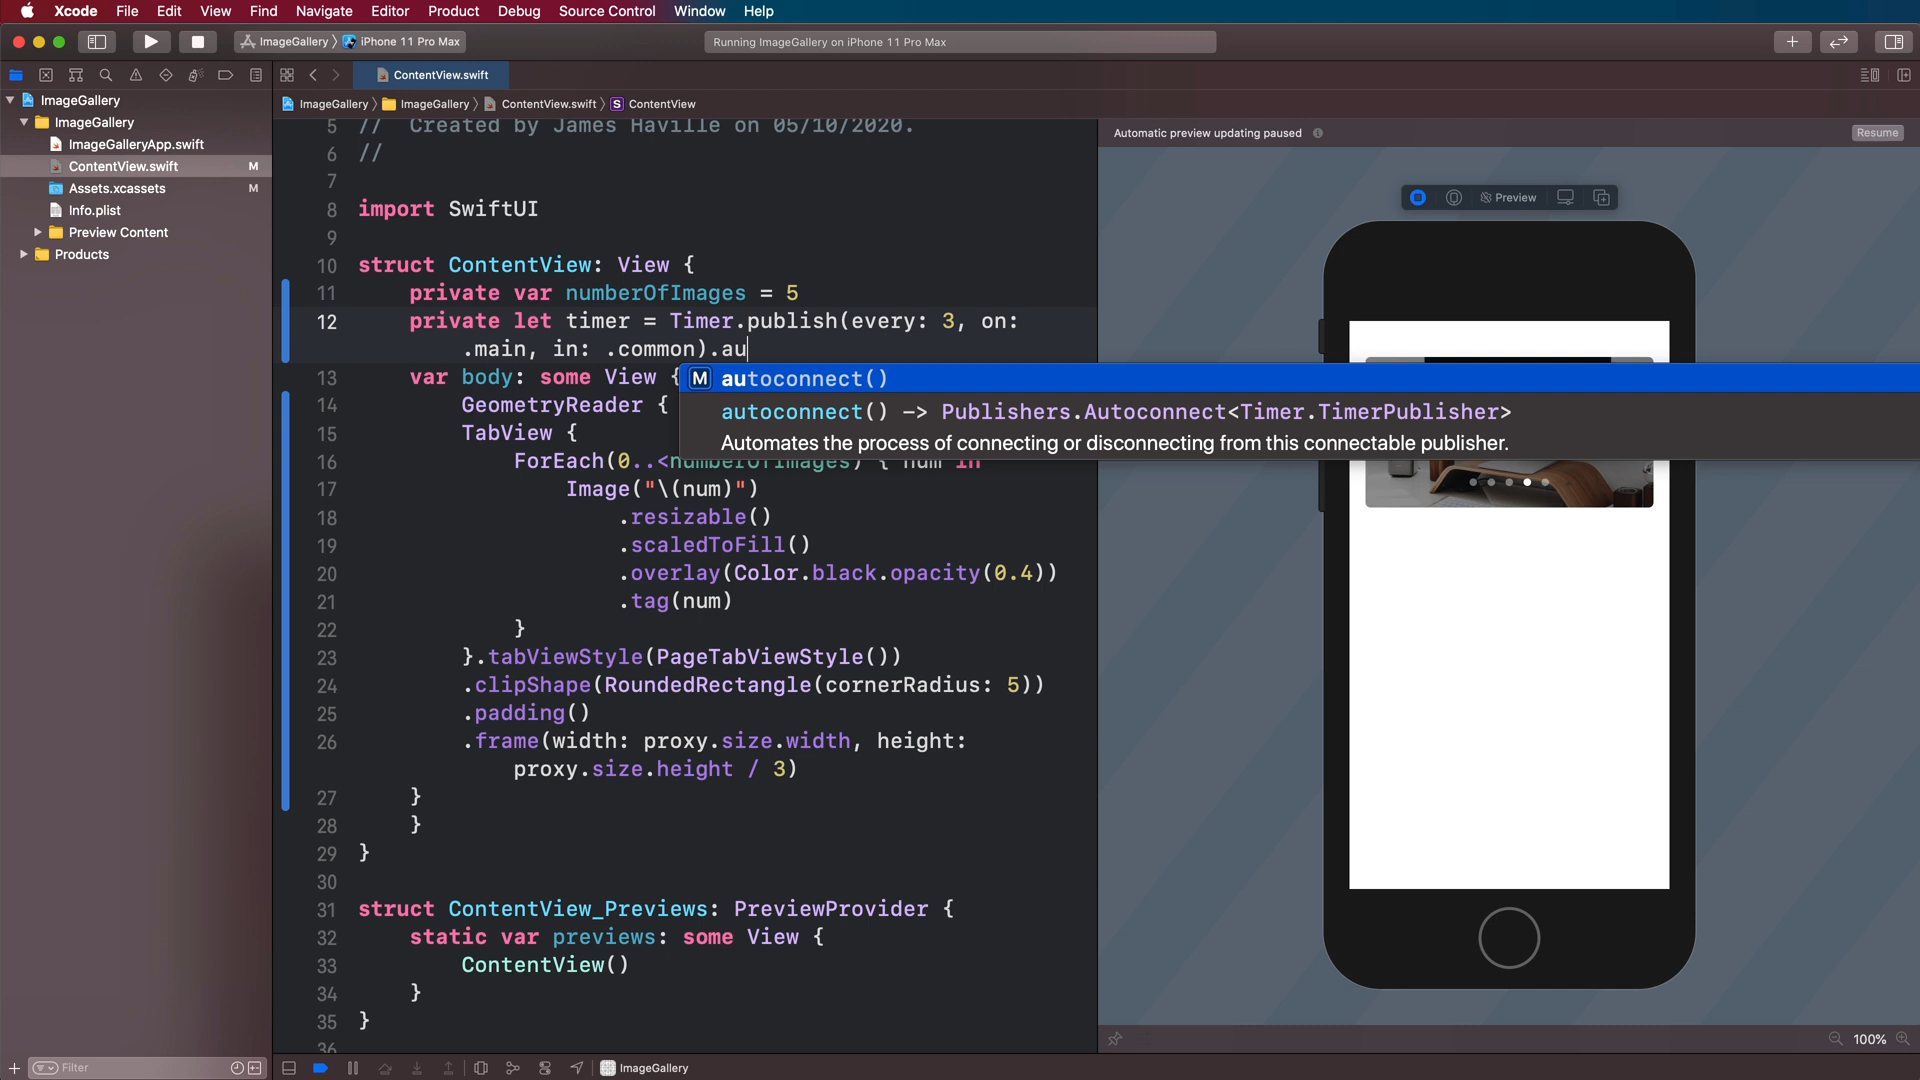 Xcode File Edit View Find Navigate Editor Product Debug Source Control Window Help
ImageGallery iPhone 11 Pro Max
Running ImageGallery on iPhone 11 Pro Max
ContentView.swift
ImageGallery
ImageGallery
ImageGalleryApp.swift
ContentView.swift M
Assets.xcassets M
Info.plist
Preview Content
Products
Filter
ImageGallery ImageGallery ContentView.swift S ContentView
5 // Created by James Haville on 05/10/2020.
6 //
7
8 import SwiftUI
9
10 struct ContentView: View {
11 private var numberOfImages = 5
12 private let timer = Timer.publish(every: 3, on:
.main, in: .common).au
13 var body: some View {
M autoconnect()
autoconnect() -> Publishers.Autoconnect<Timer.TimerPublisher>
Automates the process of connecting or disconnecting from this connectable publisher.
14 GeometryReader {
15 TabView {
16 ForEach(0..<numberOfImages) { num in
17 Image("\(num)")
18 .resizable()
19 .scaledToFill()
20 .overlay(Color.black.opacity(0.4))
21 .tag(num)
22 }
23 }.tabViewStyle(PageTabViewStyle())
24 .clipShape(RoundedRectangle(cornerRadius: 5))
25 .padding()
26 .frame(width: proxy.size.width, height:
proxy.size.height / 3)
27 }
28 }
29 }
30
31 struct ContentView_Previews: PreviewProvider {
32 static var previews: some View {
33 ContentView()
34 }
35 }
36
Automatic preview updating paused
Resume
Preview
100%
ImageGallery